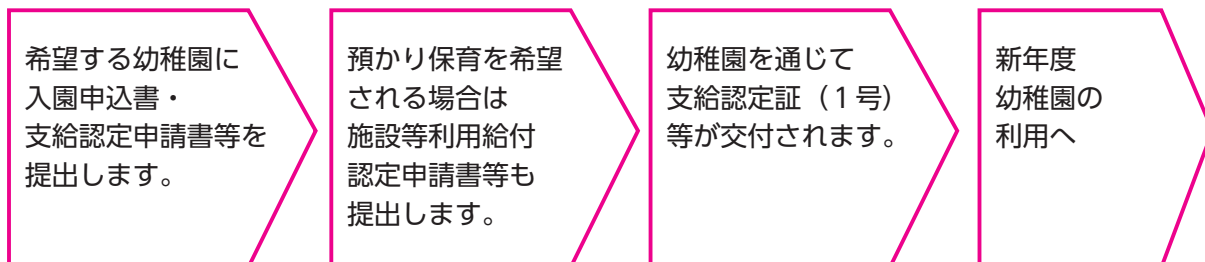 希望する幼稚園に
入園申込書・
支給認定申請書等を
提出します。
預かり保育を希望
される場合は
施設等利用給付
認定申請書等も
提出します。
幼稚園を通じて
支給認定証（１号）
等が交付されます。
新年度
幼稚園の
利用へ